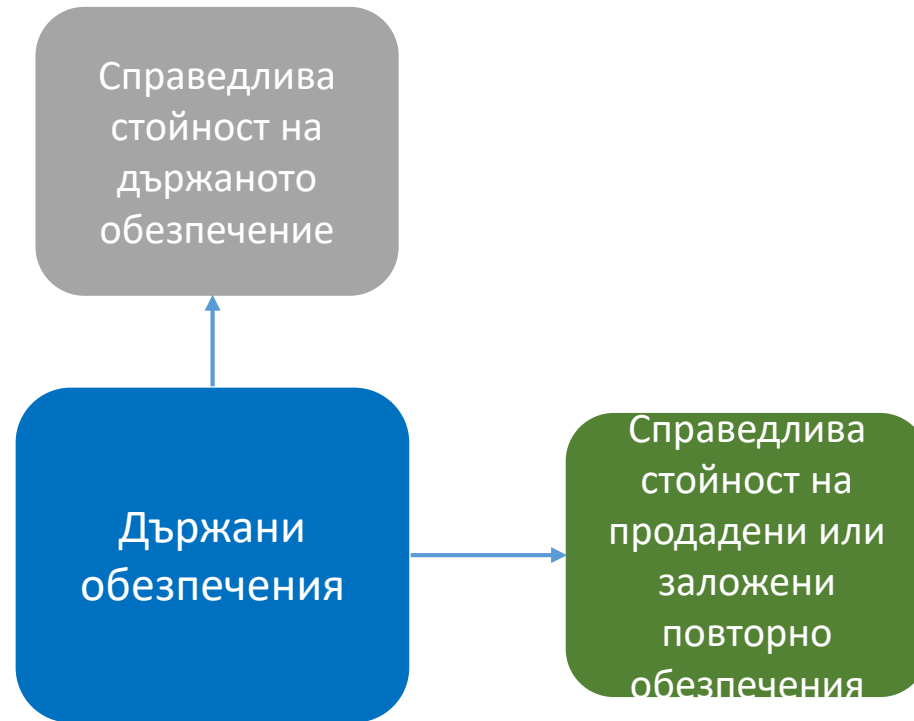 Справедлива
стойност на
държаното
обезпечение
Държани
обезпечения
Справедлива
стойност на
продадени или
заложени
повторно
обезпечения